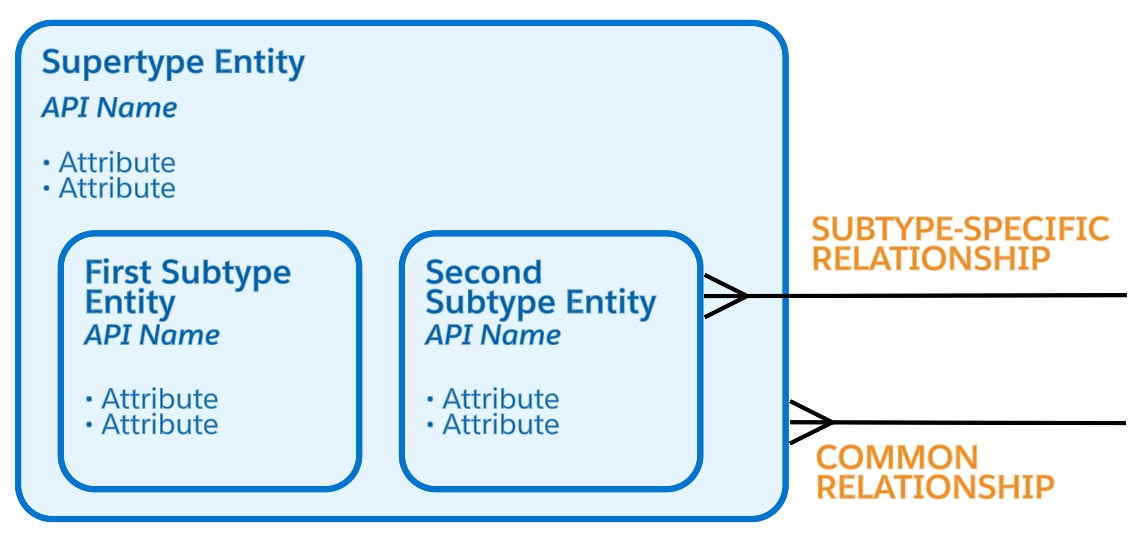 Supertype Entity
API Name
• Attribute
• Attribute
First Subtype
Entity
API Name
• Attribute
• Attribute
Second
Subtype Entity
API Name
• Attribute
• Attribute
SUBTYPE-SPECIFIC
RELATIONSHIP
COMMON
RELATIONSHIP